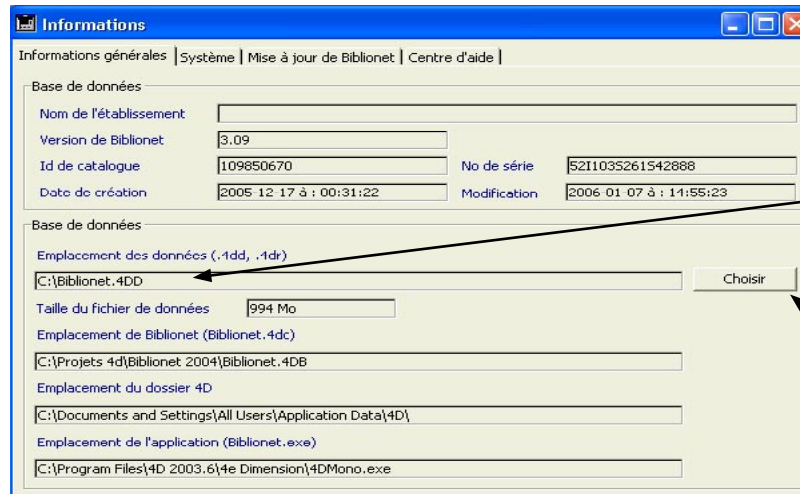 Informations
Informations générales | Système | Mise à jour de Biblionet | Centre d'aide |
Base de données
Nom de l'établissement
Version de Biblionet 3.09
Id de catalogue 109850670 No de série 52I1035261542888
Date de création 2005-12-17 à : 00:31:22 Modification 2006-01-07 à : 14:55:23
Base de données
Emplacement des données (.4dd, .4dr)
C:\Biblionet.4DD Choisir
Taille du fichier de données 994 Mo
Emplacement de Biblionet (Biblionet.4dc)
C:\Projets 4d\Biblionet 2004\Biblionet.4DB
Emplacement du dossier 4D
C:\Documents and Settings\All Users\Application Data\4D\
Emplacement de l'application (Biblionet.exe)
C:\Program Files\4D 2003.6\4e Dimension\4DMono.exe